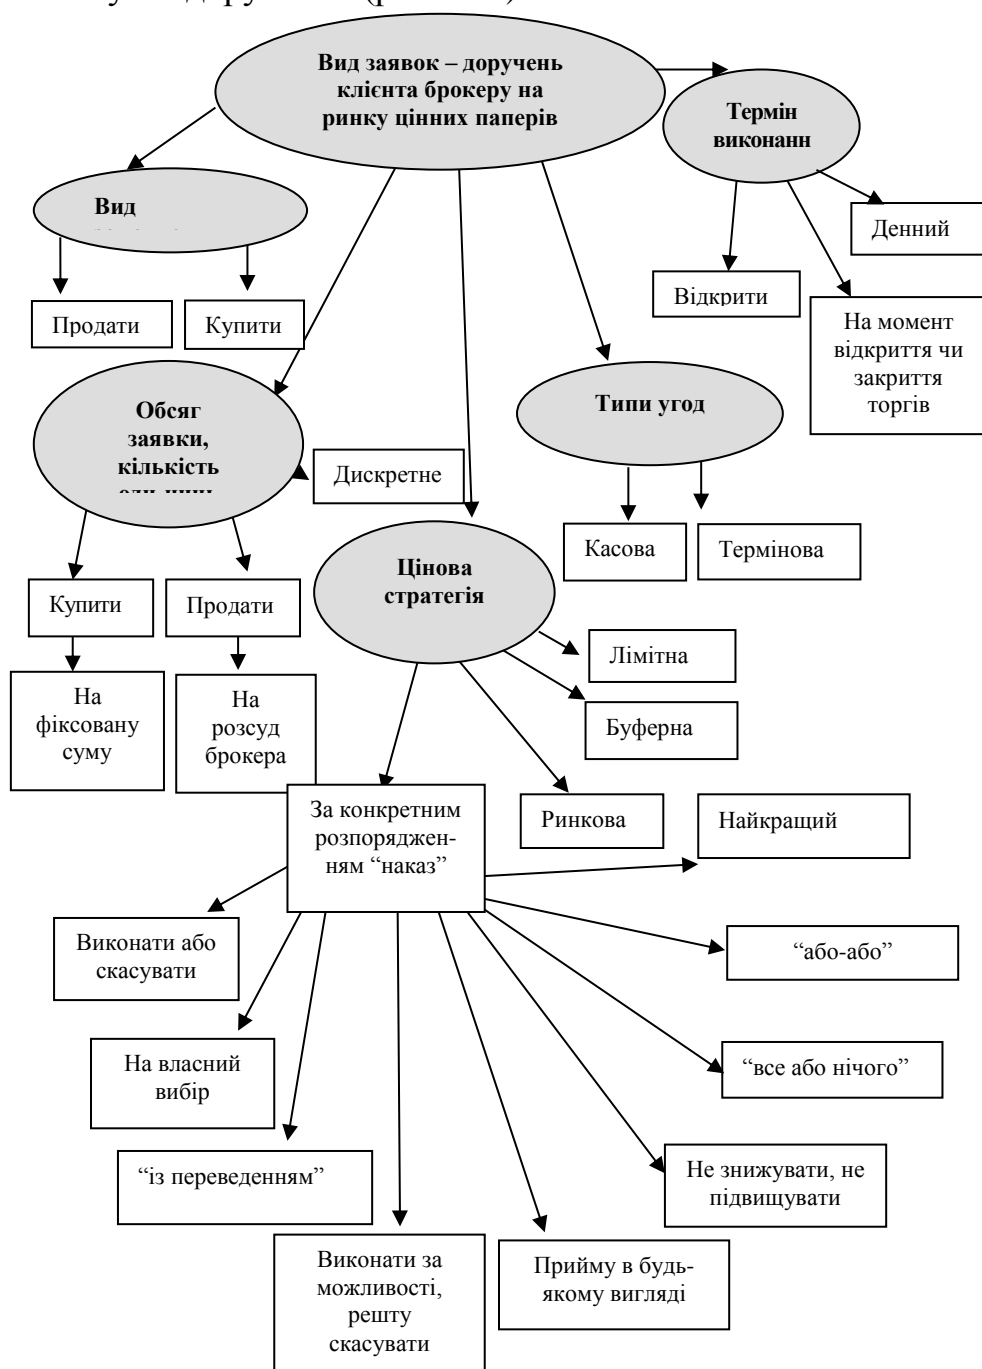 Вид заявок – доручень
клієнта брокеру на
ринку цінних паперів
Термін
виконанн
Вид
Денний
Відкрити
Продати
Купити
На момент
відкриття чи
закриття
торгів
Обсяг
заявки,
кількість
Типи угод
Дискретне
Касова
Термінова
Цінова
стратегія
Купити
Продати
Лімітна
На
фіксовану
суму
На
розсуд
брокера
Буферна
За конкретним
розпоряджен-
ням “наказ”
Ринкова
Найкращий
Виконати або
скасувати
“або-або”
На власний
вибір
“все або нічого”
“із переведенням”
Не знижувати, не
підвищувати
Виконати за
можливості,
решту
скасувати
Прийму в будь-
якому вигляді